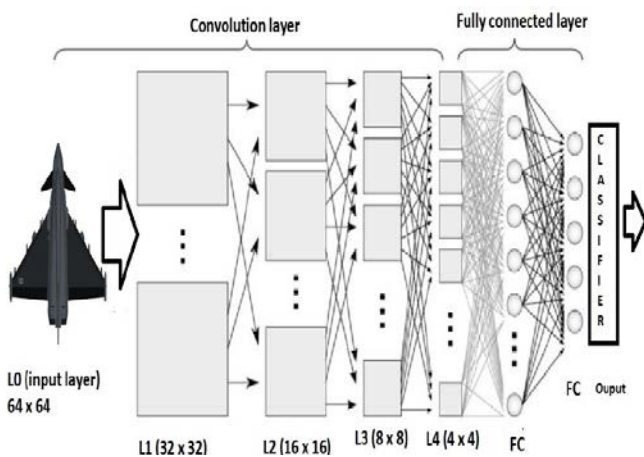 Convolution layer
Fully connected layer
CLASSIFIER
L0 (input layer)
64 x 64
L1 (32 x 32)
L2 (16 x 16)
L3 (8 x 8)
L4 (4 x 4)
FC
FC
Ouput